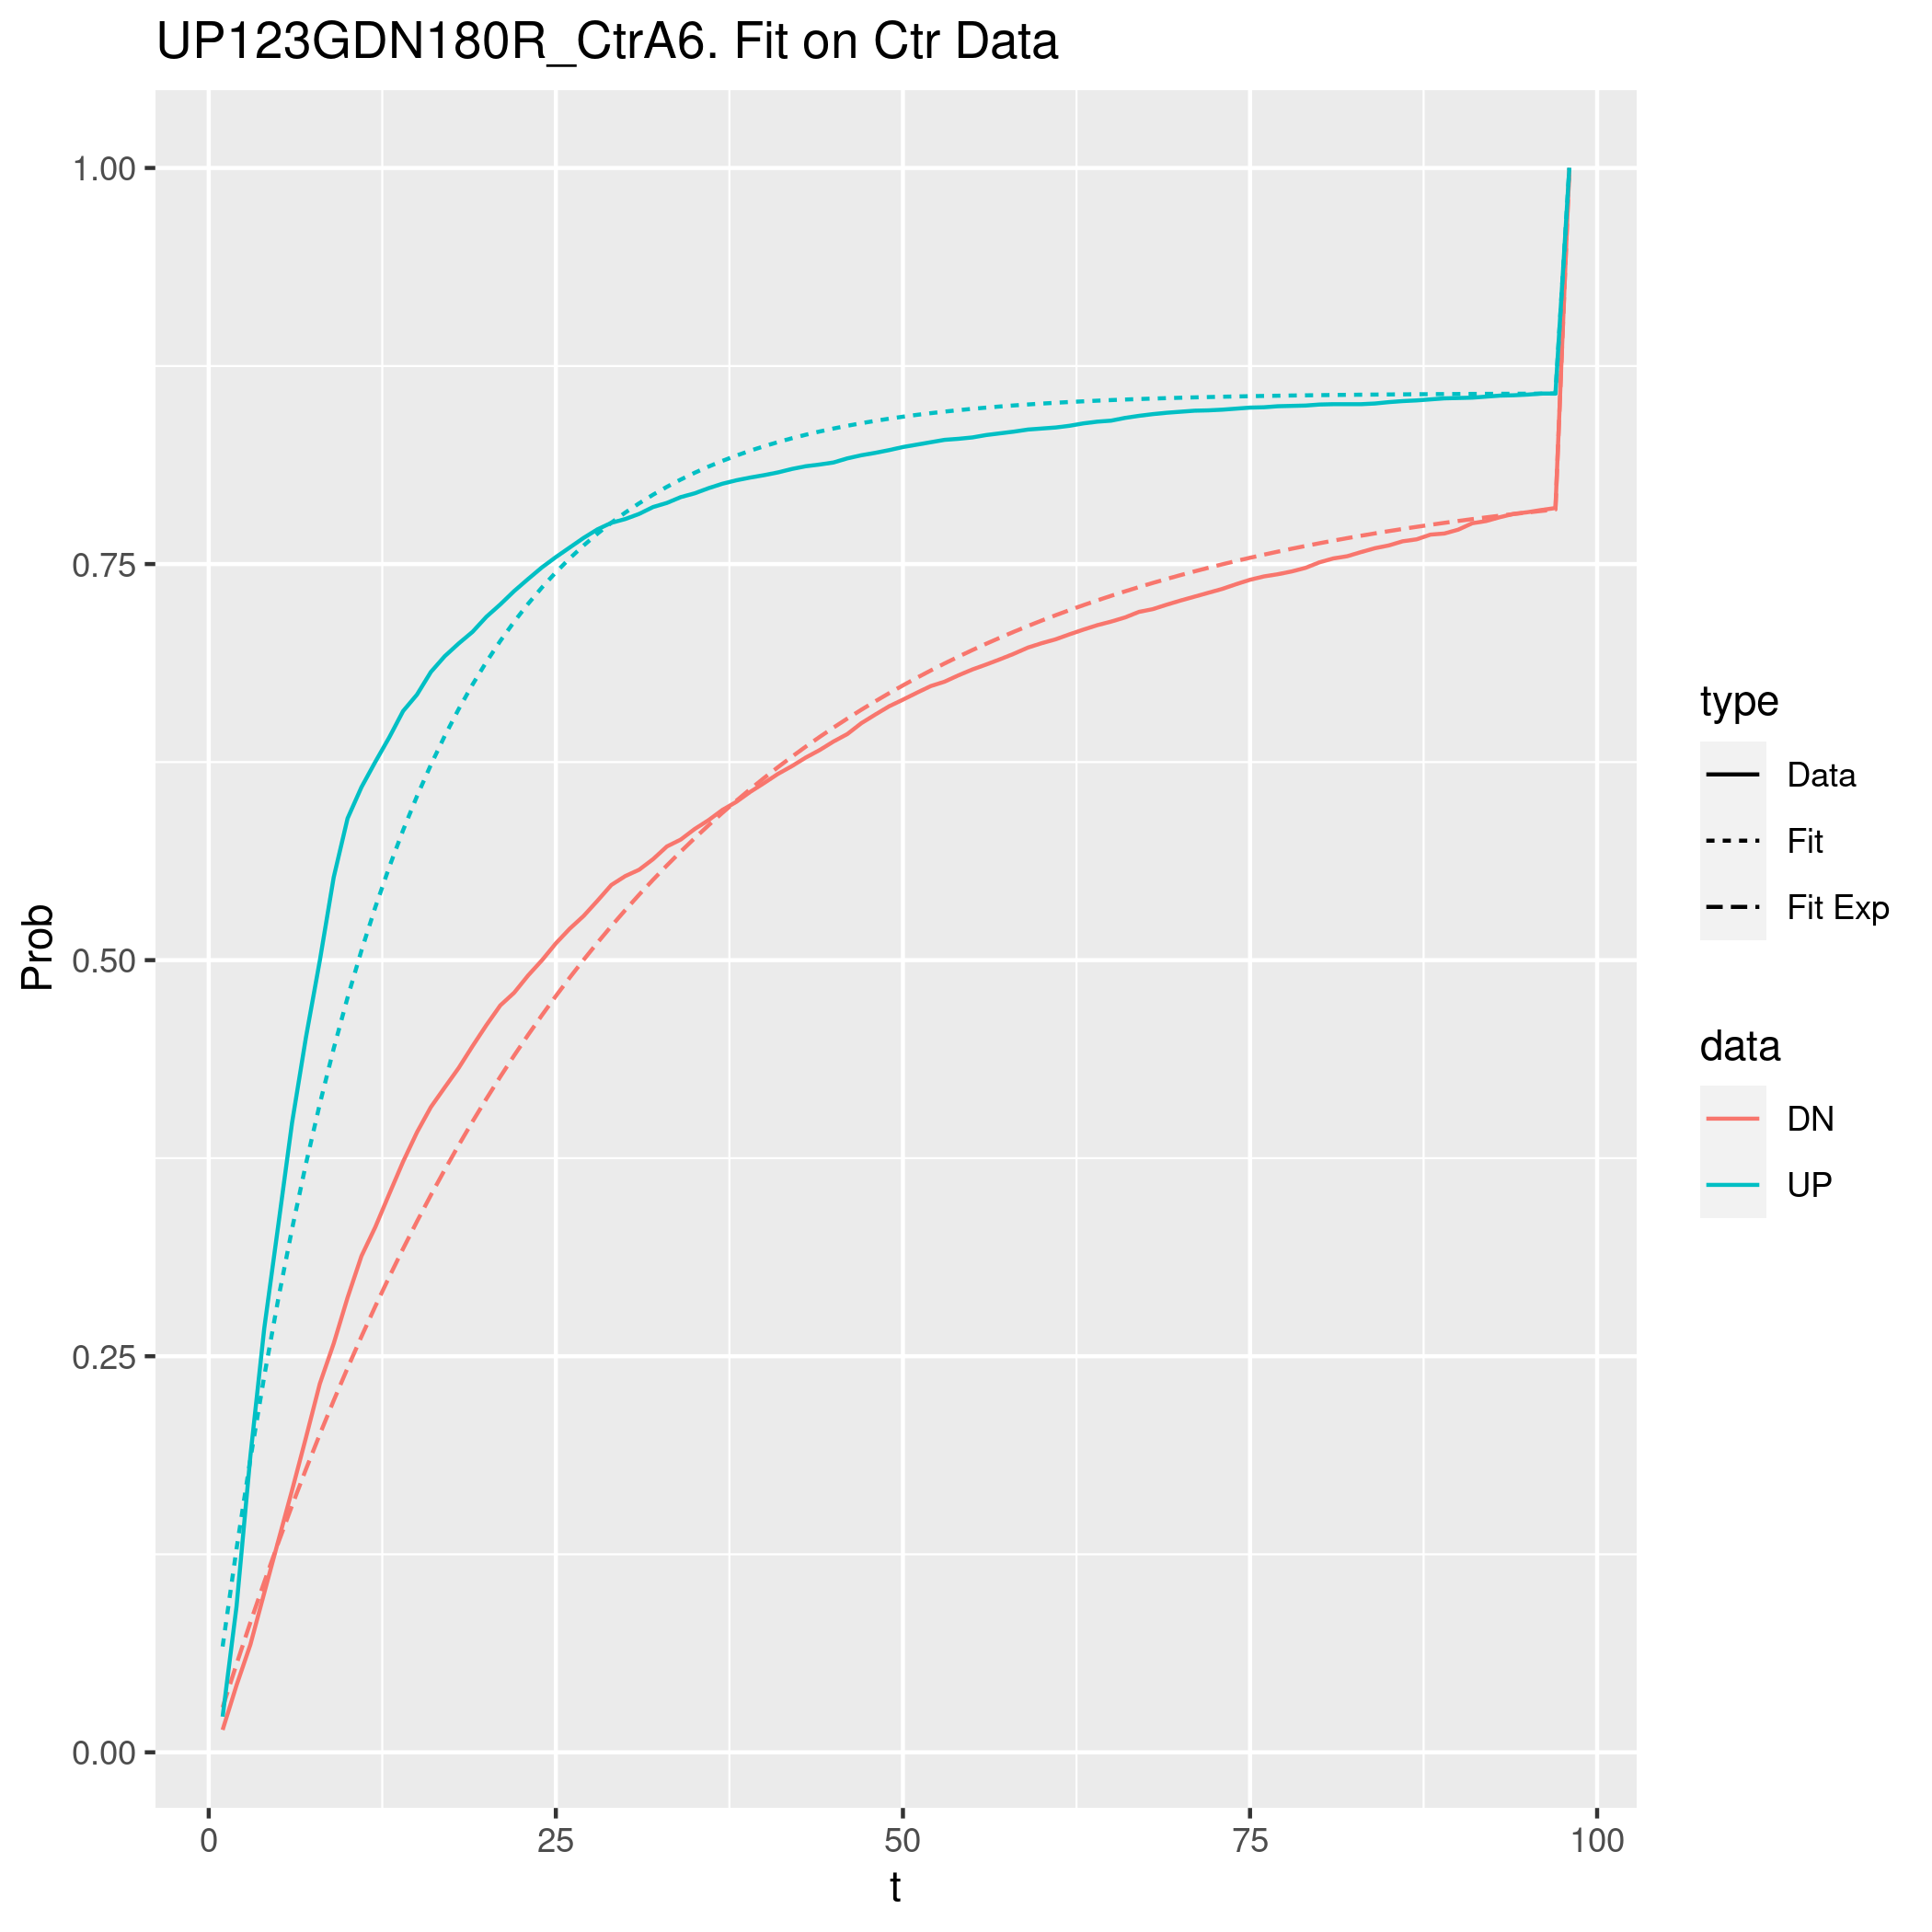 UP123GDN180R_CtrA6. Fit on Ctr Data
1.00
0.75
0.50
0.25
0.00
Prob
0 25 50 75 100
t
type
Data
Fit
Fit Exp
data
DN
UP